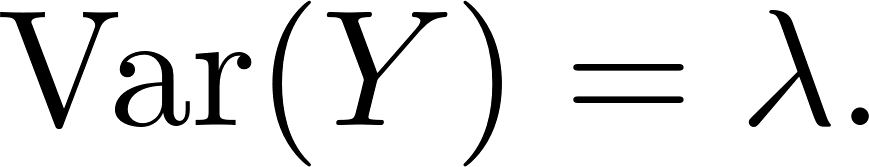 Var(Y) = λ.